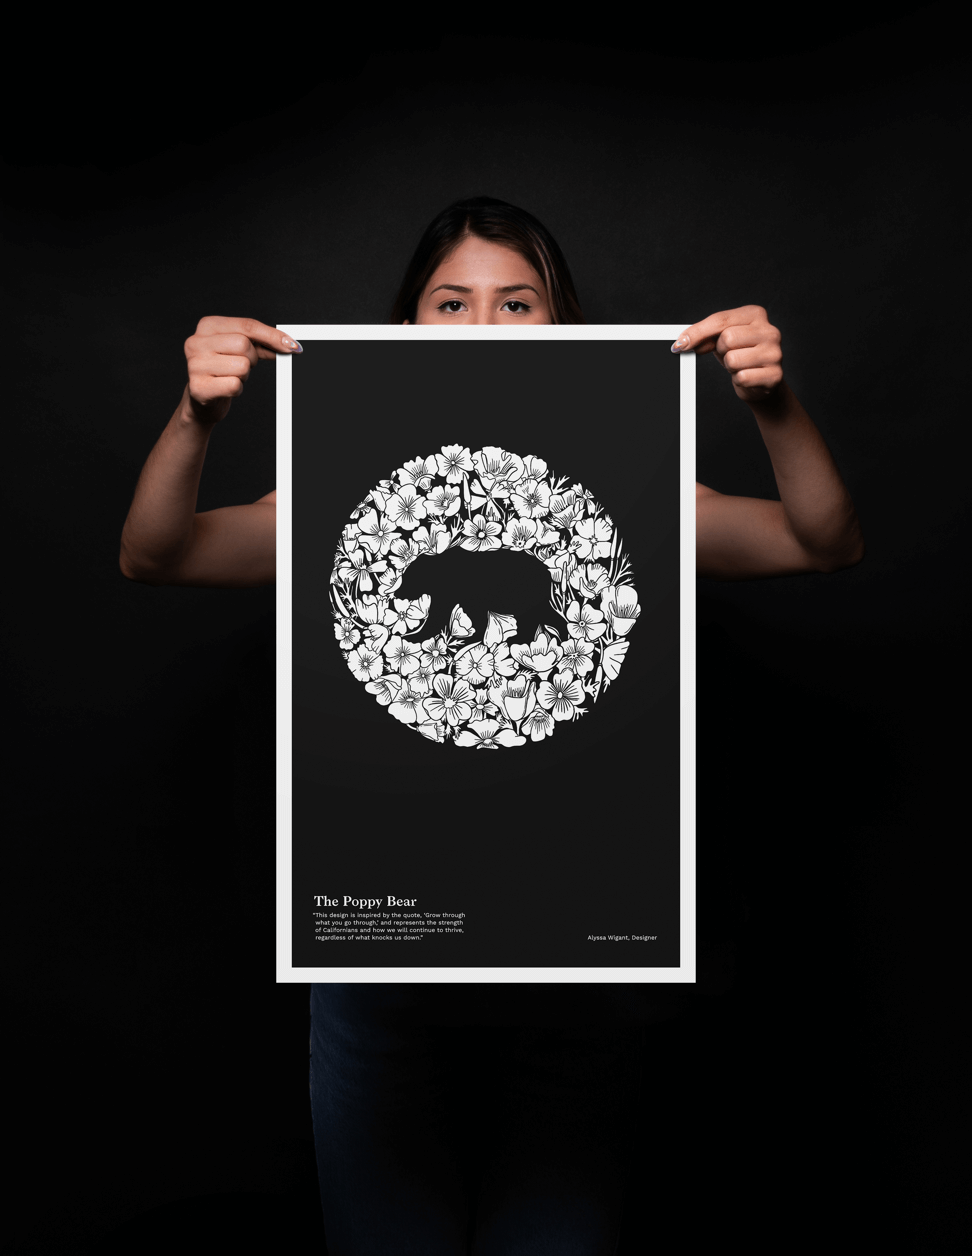 The Poppy Bear
“This design is inspired by the quote, ‘Grow through
what you go through,’ and represents the strength
of Californians and how we will continue to thrive,
regardless of what knocks us down.”
Alyssa Wigant, Designer